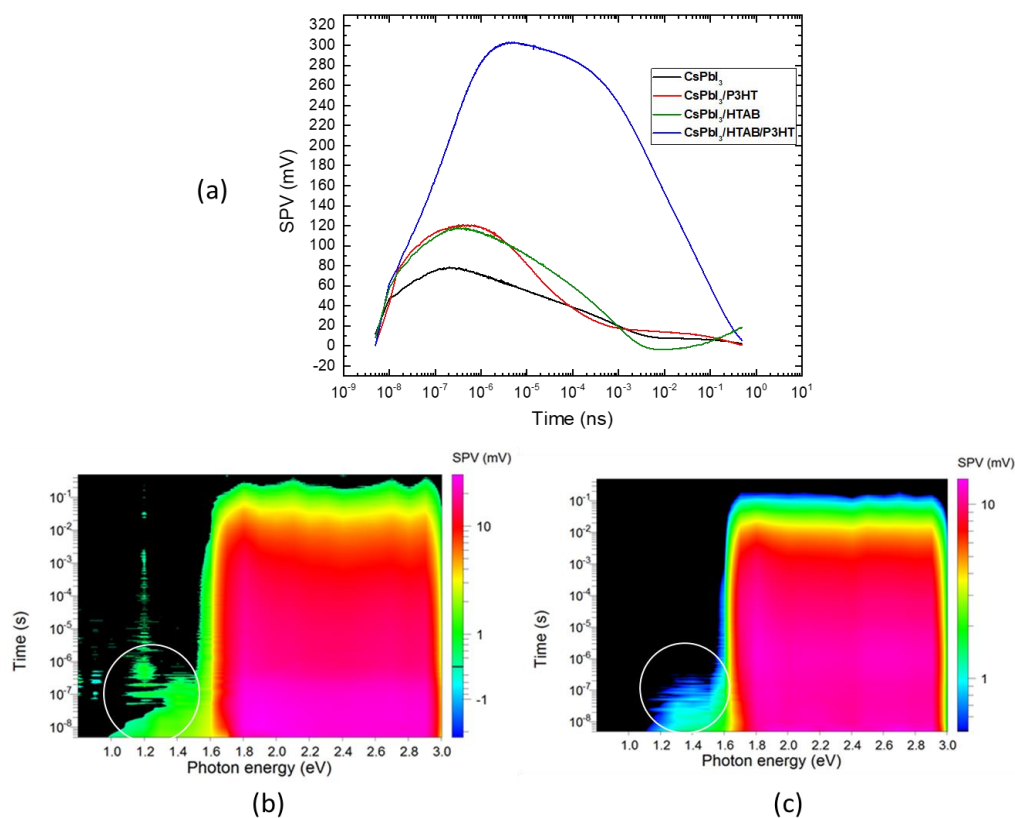 320
300
280
260
240
220
200
180
160
140
120
100
80
60
40
20
0
-20
SPV (mV)
(a)
CsPbI₃
CsPbI₃/P3HT
CsPbI₃/HTAB
CsPbI₃/HTAB/P3HT
10⁻⁹ 10⁻⁸ 10⁻⁷ 10⁻⁶ 10⁻⁵ 10⁻⁴ 10⁻³ 10⁻² 10⁻¹ 10⁰ 10¹
Time (ns)
SPV (mV)
10
1
-1
10⁻¹
10⁻²
10⁻³
10⁻⁴
10⁻⁵
10⁻⁶
10⁻⁷
10⁻⁸
Time (s)
1.0 1.2 1.4 1.6 1.8 2.0 2.2 2.4 2.6 2.8 3.0
Photon energy (eV)
(b)
SPV (mV)
10
1
10⁻¹
10⁻²
10⁻³
10⁻⁴
10⁻⁵
10⁻⁶
10⁻⁷
10⁻⁸
Time (s)
1.0 1.2 1.4 1.6 1.8 2.0 2.2 2.4 2.6 2.8 3.0
Photon energy (eV)
(c)